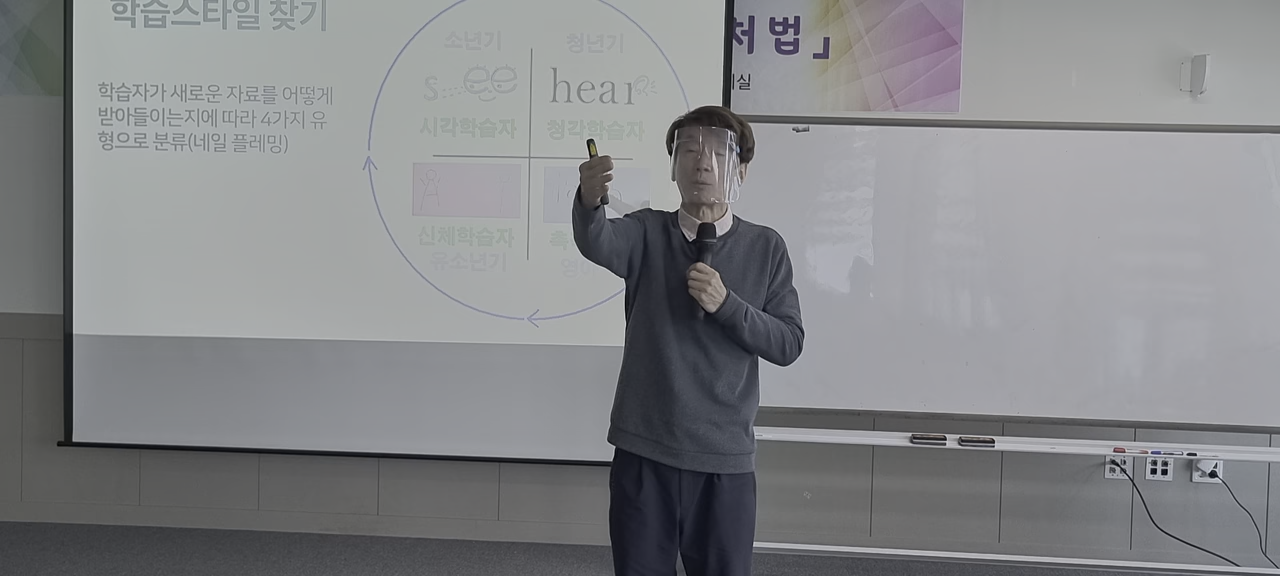 학습스타일 찾기
학습자가 새로운 자료를 어떻게
받아들이는지에 따라 4가지 유
형으로 분류(네일 플레밍)
소년기
see
시각학습자
청년기
hear
청각학습자
신체학습자
유소년기
처 법」
실